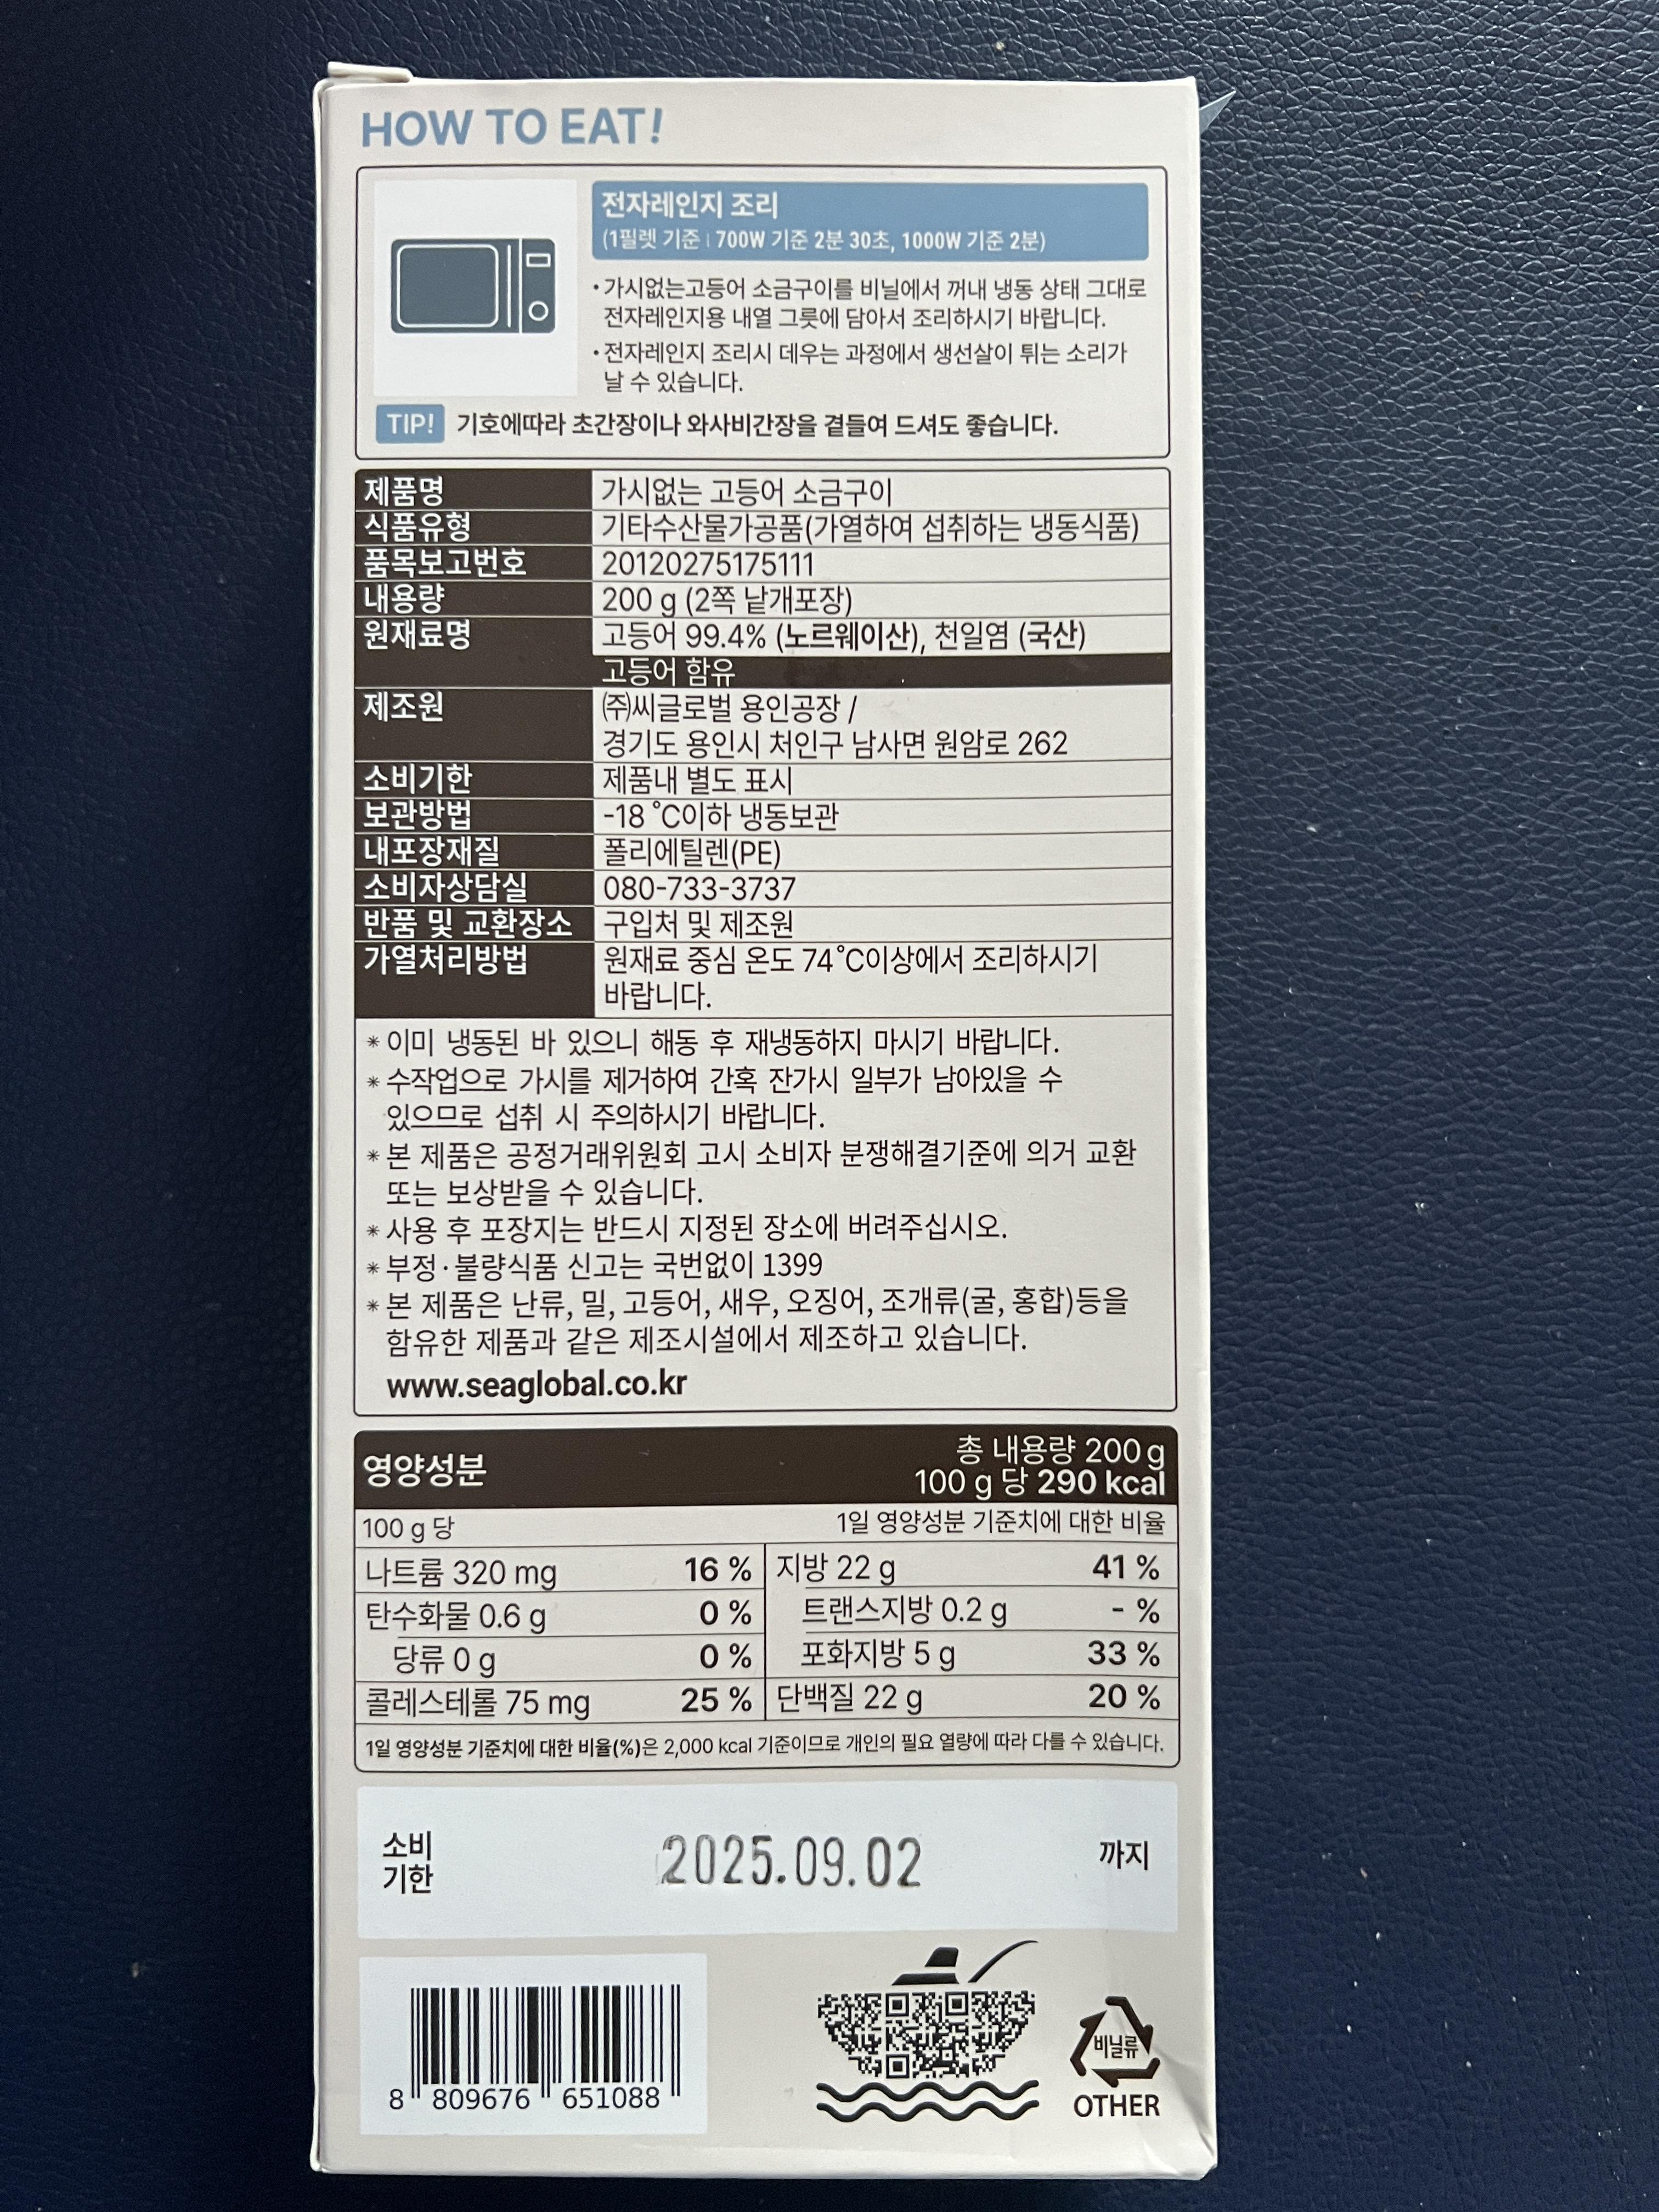 HOW TO EAT!
전자레인지 조리
(1필렛 기준 | 700W 기준 2분 30초, 1000W 기준 2분)
• 가시없는고등어 소금구이를 비닐에서 꺼내 냉동 상태 그대로
전자레인지용 내열 그릇에 담아서 조리하시기 바랍니다.
• 전자레인지 조리시 데우는 과정에서 생선살이 튀는 소리가
날 수 있습니다.
TIP! 기호에따라 초간장이나 와사비간장을 곁들여 드셔도 좋습니다.
제품명 가시없는 고등어 소금구이
식품유형 기타수산물가공품(가열하여 섭취하는 냉동식품)
품목보고번호 20120275175111
내용량 200 g (2쪽 낱개포장)
원재료명 고등어 99.4% (노르웨이산), 천일염 (국산)
고등어 함유
제조원 ㈜씨글로벌 용인공장 /
경기도 용인시 처인구 남사면 원암로 262
소비기한 제품내 별도 표시
보관방법 -18 °C이하 냉동보관
내포장재질 폴리에틸렌(PE)
소비자상담실 080-733-3737
반품 및 교환장소 구입처 및 제조원
가열처리방법 원재료 중심 온도 74°C이상에서 조리하시기
바랍니다.
* 이미 냉동된 바 있으니 해동 후 재냉동하지 마시기 바랍니다.
* 수작업으로 가시를 제거하여 간혹 잔가시 일부가 남아있을 수
있으므로 섭취 시 주의하시기 바랍니다.
* 본 제품은 공정거래위원회 고시 소비자 분쟁해결기준에 의거 교환
또는 보상받을 수 있습니다.
* 사용 후 포장지는 반드시 지정된 장소에 버려주십시오.
* 부정·불량식품 신고는 국번없이 1399
* 본 제품은 난류, 밀, 고등어, 새우, 오징어, 조개류(굴, 홍합)등을
함유한 제품과 같은 제조시설에서 제조하고 있습니다.
www.seaglobal.co.kr
영양성분 총 내용량 200 g
100 g 당 290 kcal
100 g 당 1일 영양성분 기준치에 대한 비율
나트륨 320 mg 16 % 지방 22 g 41 %
탄수화물 0.6 g 0 % 트랜스지방 0.2 g - %
당류 0 g 0 % 포화지방 5 g 33 %
콜레스테롤 75 mg 25 % 단백질 22 g 20 %
1일 영양성분 기준치에 대한 비율(%)은 2,000 kcal 기준이므로 개인의 필요 열량에 따라 다를 수 있습니다.
소비
기한 2025.09.02 까지
비닐류
OTHER
8 809676 651088